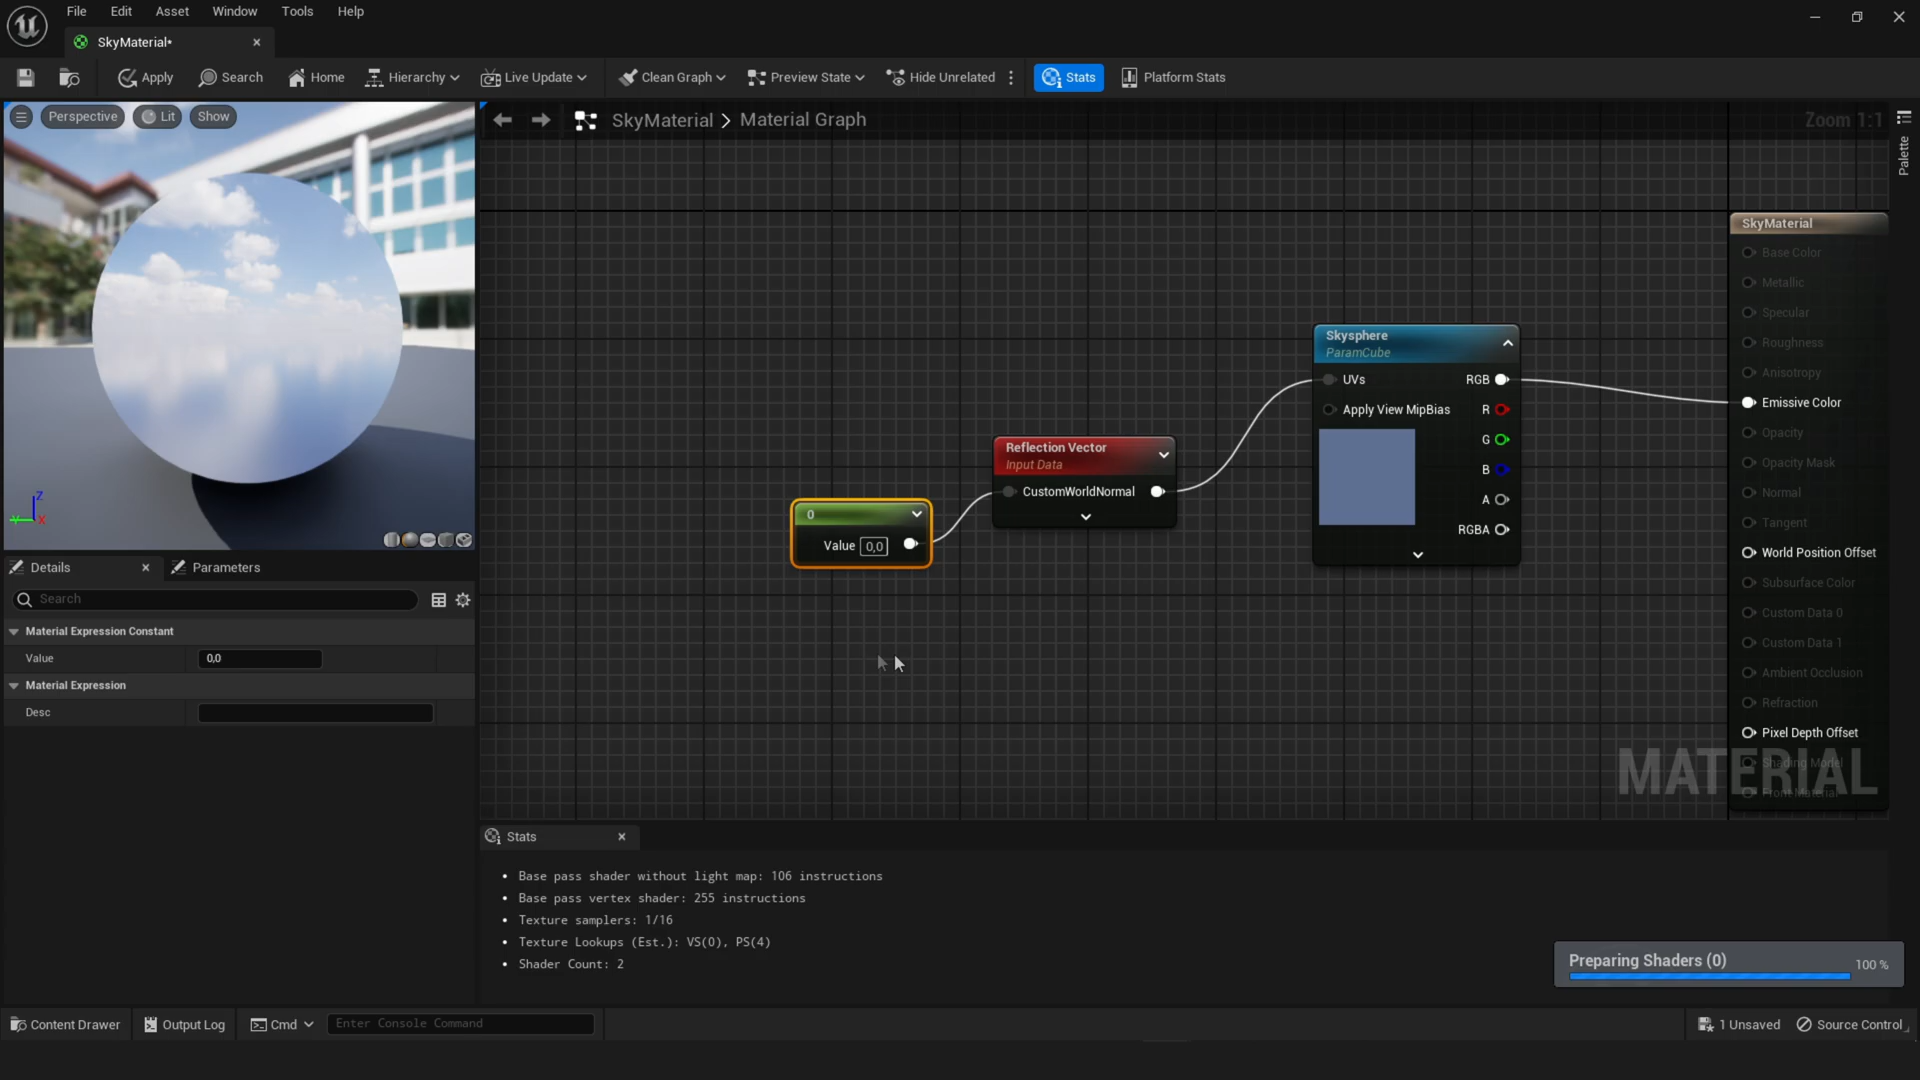 File Edit Asset Window Tools Help
SkyMaterial*
Apply Search Home Hierarchy Live Update Clean Graph Preview State Hide Unrelated Stats Platform Stats
Perspective Lit Show
SkyMaterial > Material Graph
Zoom 1:1
Palette
SkyMaterial
Base Color
Metallic
Specular
Roughness
Anisotropy
Emissive Color
Opacity
Opacity Mask
Normal
Tangent
World Position Offset
Subsurface Color
Custom Data 0
Custom Data 1
Ambient Occlusion
Refraction
Pixel Depth Offset
Shading Model
Front Material
MATERIAL
Skysphere
ParamCube
UVs RGB
Apply View MipBias R
G
B
A
RGBA
Reflection Vector
Input Data
CustomWorldNormal
0
Value 0,0
Z
Y X
Details Parameters
Search
Material Expression Constant
Value 0,0
Material Expression
Desc
Stats
• Base pass shader without light map: 106 instructions
• Base pass vertex shader: 255 instructions
• Texture samplers: 1/16
• Texture Lookups (Est.): VS(0), PS(4)
• Shader Count: 2
Preparing Shaders (0) 100 %
Content Drawer Output Log Cmd Enter Console Command 1 Unsaved Source Control